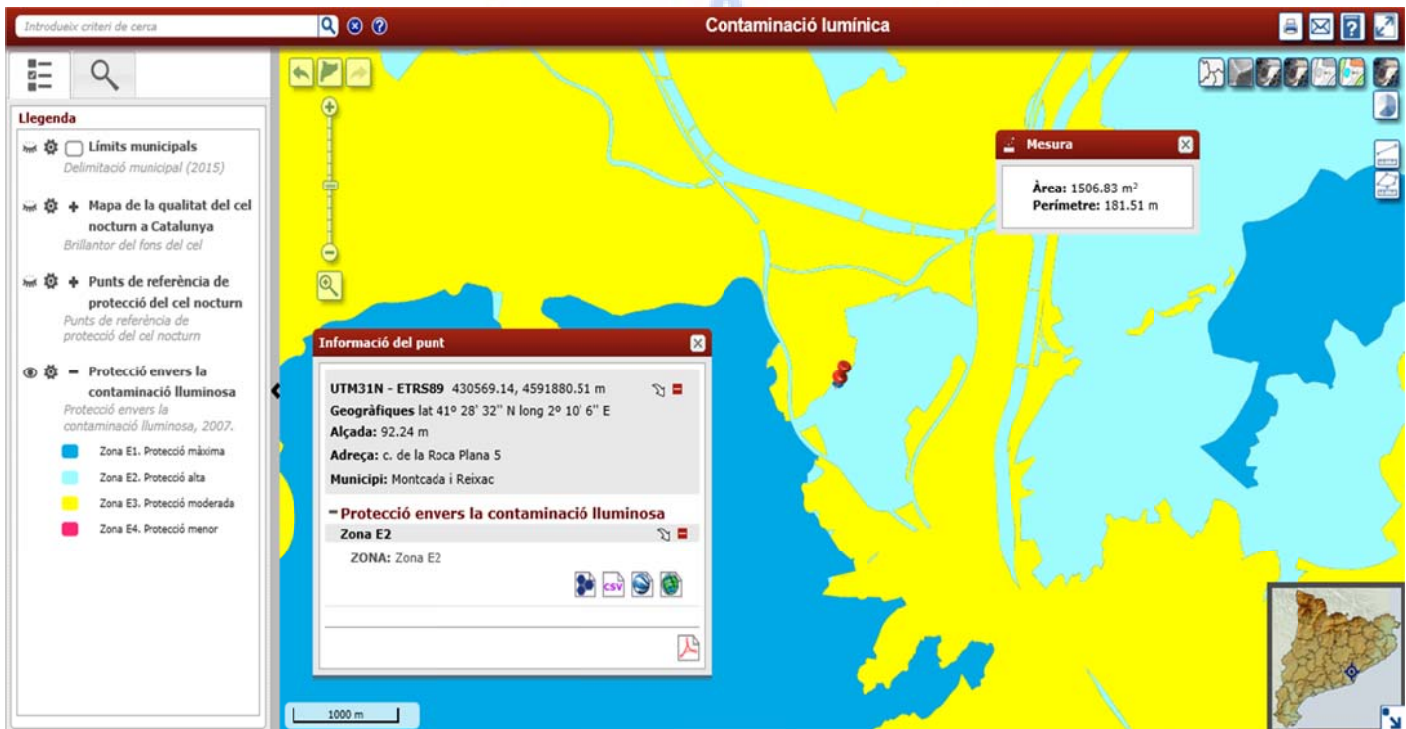 Introdueix criteri de cerca
Contaminació lumínica
Llegenda
Límits municipals
Delimitació municipal (2015)
Mapa de la qualitat del cel
nocturn a Catalunya
Brillantor del fons del cel
Punts de referència de
protecció del cel nocturn
Punts de referència de
protecció del cel nocturn
Protecció envers la
contaminació lluminosa
Protecció envers la
contaminació lluminosa, 2007.
Zona E1. Protecció màxima
Zona E2. Protecció alta
Zona E3. Protecció moderada
Zona E4. Protecció menor
Mesura
Àrea: 1506.83 m²
Perímetre: 181.51 m
Informació del punt
UTM31N - ETRS89 430569.14, 4591880.51 m
Geogràfiques lat 41º 28' 32'' N long 2º 10' 6'' E
Alçada: 92.24 m
Adreça: c. de la Roca Plana 5
Municipi: Montcada i Reixac
Protecció envers la contaminació lluminosa
Zona E2
ZONA: Zona E2
CSV
1000 m